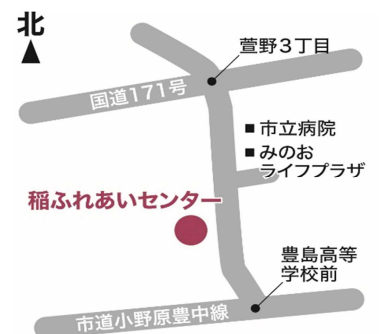 北
萱野3丁目
国道171号
■ 市立病院
■ みのお
ライフプラザ
稲ふれあいセンター
豊島高等
学校前
市道小野原豊中線